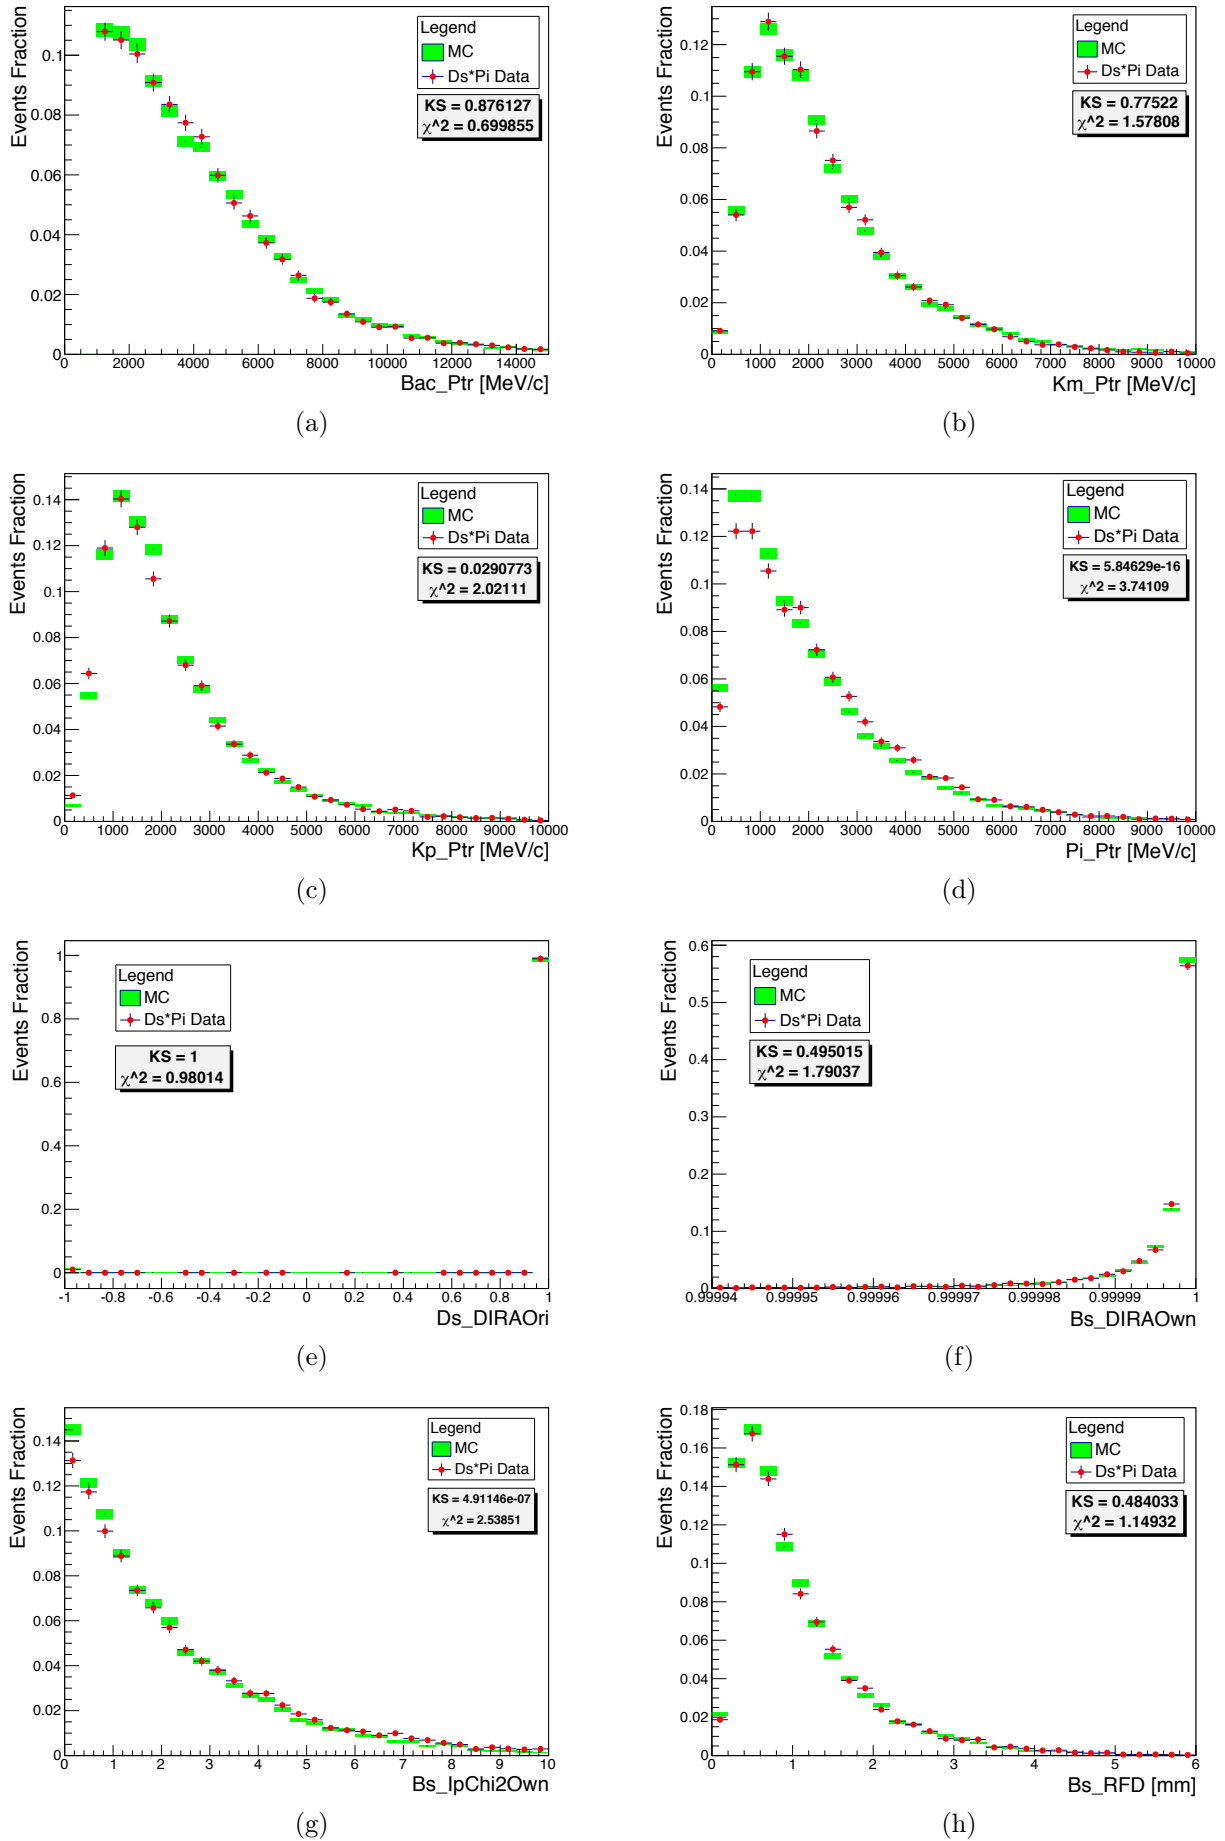 Events Fraction
0.1
0.08
0.06
0.04
0.02
0
Legend
MC
Ds*Pi Data
KS = 0.876127
χ^2 = 0.699855
0 2000 4000 6000 8000 10000 12000 14000
Bac_Ptr [MeV/c]
(a)
Events Fraction
0.12
0.1
0.08
0.06
0.04
0.02
0
Legend
MC
Ds*Pi Data
KS = 0.77522
χ^2 = 1.57808
0 1000 2000 3000 4000 5000 6000 7000 8000 9000 10000
Km_Ptr [MeV/c]
(b)
Events Fraction
0.14
0.12
0.1
0.08
0.06
0.04
0.02
0
Legend
MC
Ds*Pi Data
KS = 0.0290773
χ^2 = 2.02111
0 1000 2000 3000 4000 5000 6000 7000 8000 9000 10000
Kp_Ptr [MeV/c]
(c)
Events Fraction
0.14
0.12
0.1
0.08
0.06
0.04
0.02
0
Legend
MC
Ds*Pi Data
KS = 5.84629e-16
χ^2 = 3.74109
0 1000 2000 3000 4000 5000 6000 7000 8000 9000 10000
Pi_Ptr [MeV/c]
(d)
Events Fraction
1
0.8
0.6
0.4
0.2
0
Legend
MC
Ds*Pi Data
KS = 1
χ^2 = 0.98014
-1 -0.8 -0.6 -0.4 -0.2 0 0.2 0.4 0.6 0.8 1
Ds_DIRAOri
(e)
Events Fraction
0.6
0.5
0.4
0.3
0.2
0.1
0
Legend
MC
Ds*Pi Data
KS = 0.495015
χ^2 = 1.79037
0.99994 0.99995 0.99996 0.99997 0.99998 0.99999 1
Bs_DIRAOwn
(f)
Events Fraction
0.14
0.12
0.1
0.08
0.06
0.04
0.02
0
Legend
MC
Ds*Pi Data
KS = 4.91146e-07
χ^2 = 2.53851
0 1 2 3 4 5 6 7 8 9 10
Bs_IpChi2Own
(g)
Events Fraction
0.18
0.16
0.14
0.12
0.1
0.08
0.06
0.04
0.02
0
Legend
MC
Ds*Pi Data
KS = 0.484033
χ^2 = 1.14932
0 1 2 3 4 5 6
Bs_RFD [mm]
(h)